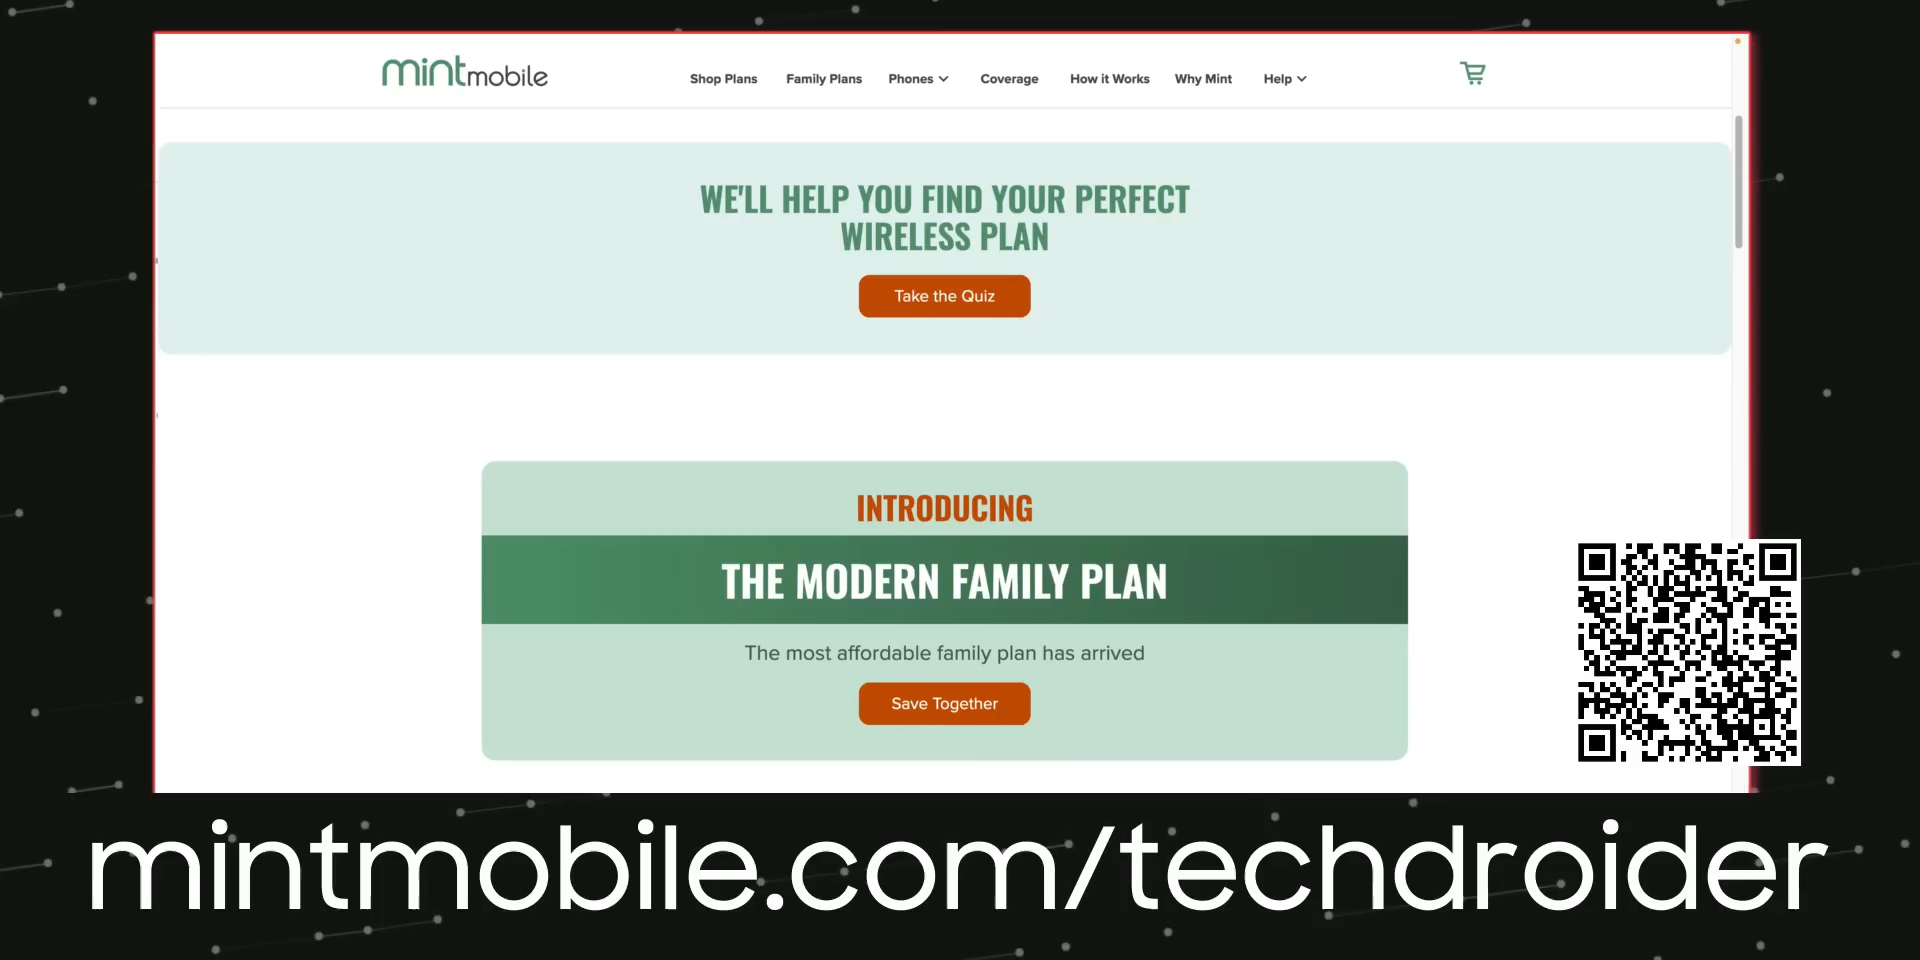 mintmobile
Shop Plans Family Plans Phones Coverage How it Works Why Mint Help
WE'LL HELP YOU FIND YOUR PERFECT
WIRELESS PLAN
Take the Quiz
INTRODUCING
THE MODERN FAMILY PLAN
The most affordable family plan has arrived
Save Together
mintmobile.com/techdroider